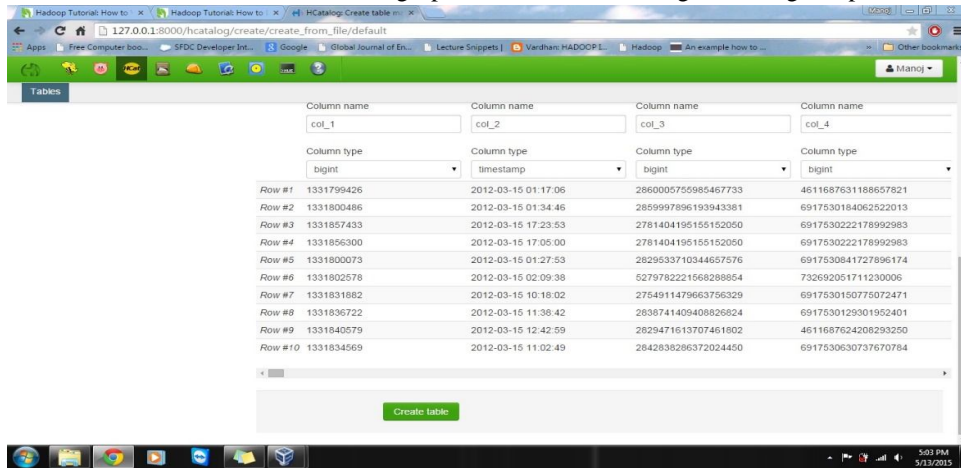 Hadoop Tutorial: How to
Hadoop Tutorial: How to
HCatalog: Create table
Manoj
127.0.0.1:8000/hcatalog/create/create_from_file/default
Apps Free Computer boo... SFDC Developer Int... Google Global Journal of En... Lecture Snippets | Vardhan: HADOOP I... Hadoop An example how to ... » Other bookmarks
HCat
Manoj
Tables
Column name Column name Column name Column name
col_1 col_2 col_3 col_4
Column type Column type Column type Column type
bigint timestamp bigint bigint
Row #1 1331799426 2012-03-15 01:17:06 2860005755985467733 4611687631188657821
Row #2 1331800486 2012-03-15 01:34:46 2859997896193943381 6917530184062522013
Row #3 1331857433 2012-03-15 17:23:53 2781404195155152050 6917530222178992983
Row #4 1331856300 2012-03-15 17:05:00 2781404195155152050 6917530222178992983
Row #5 1331800073 2012-03-15 01:27:53 2829533710344657576 6917530841727896174
Row #6 1331802578 2012-03-15 02:09:38 5279782221568288854 732692051711230006
Row #7 1331831882 2012-03-15 10:18:02 2754911479663756329 6917530150775072471
Row #8 1331836722 2012-03-15 11:38:42 2838741409408826824 6917530129301952401
Row #9 1331840579 2012-03-15 12:42:59 2829471613707461802 4611687624208293250
Row #10 1331834569 2012-03-15 11:02:49 2842838286372024450 6917530630737670784
Create table
5:03 PM
5/13/2015